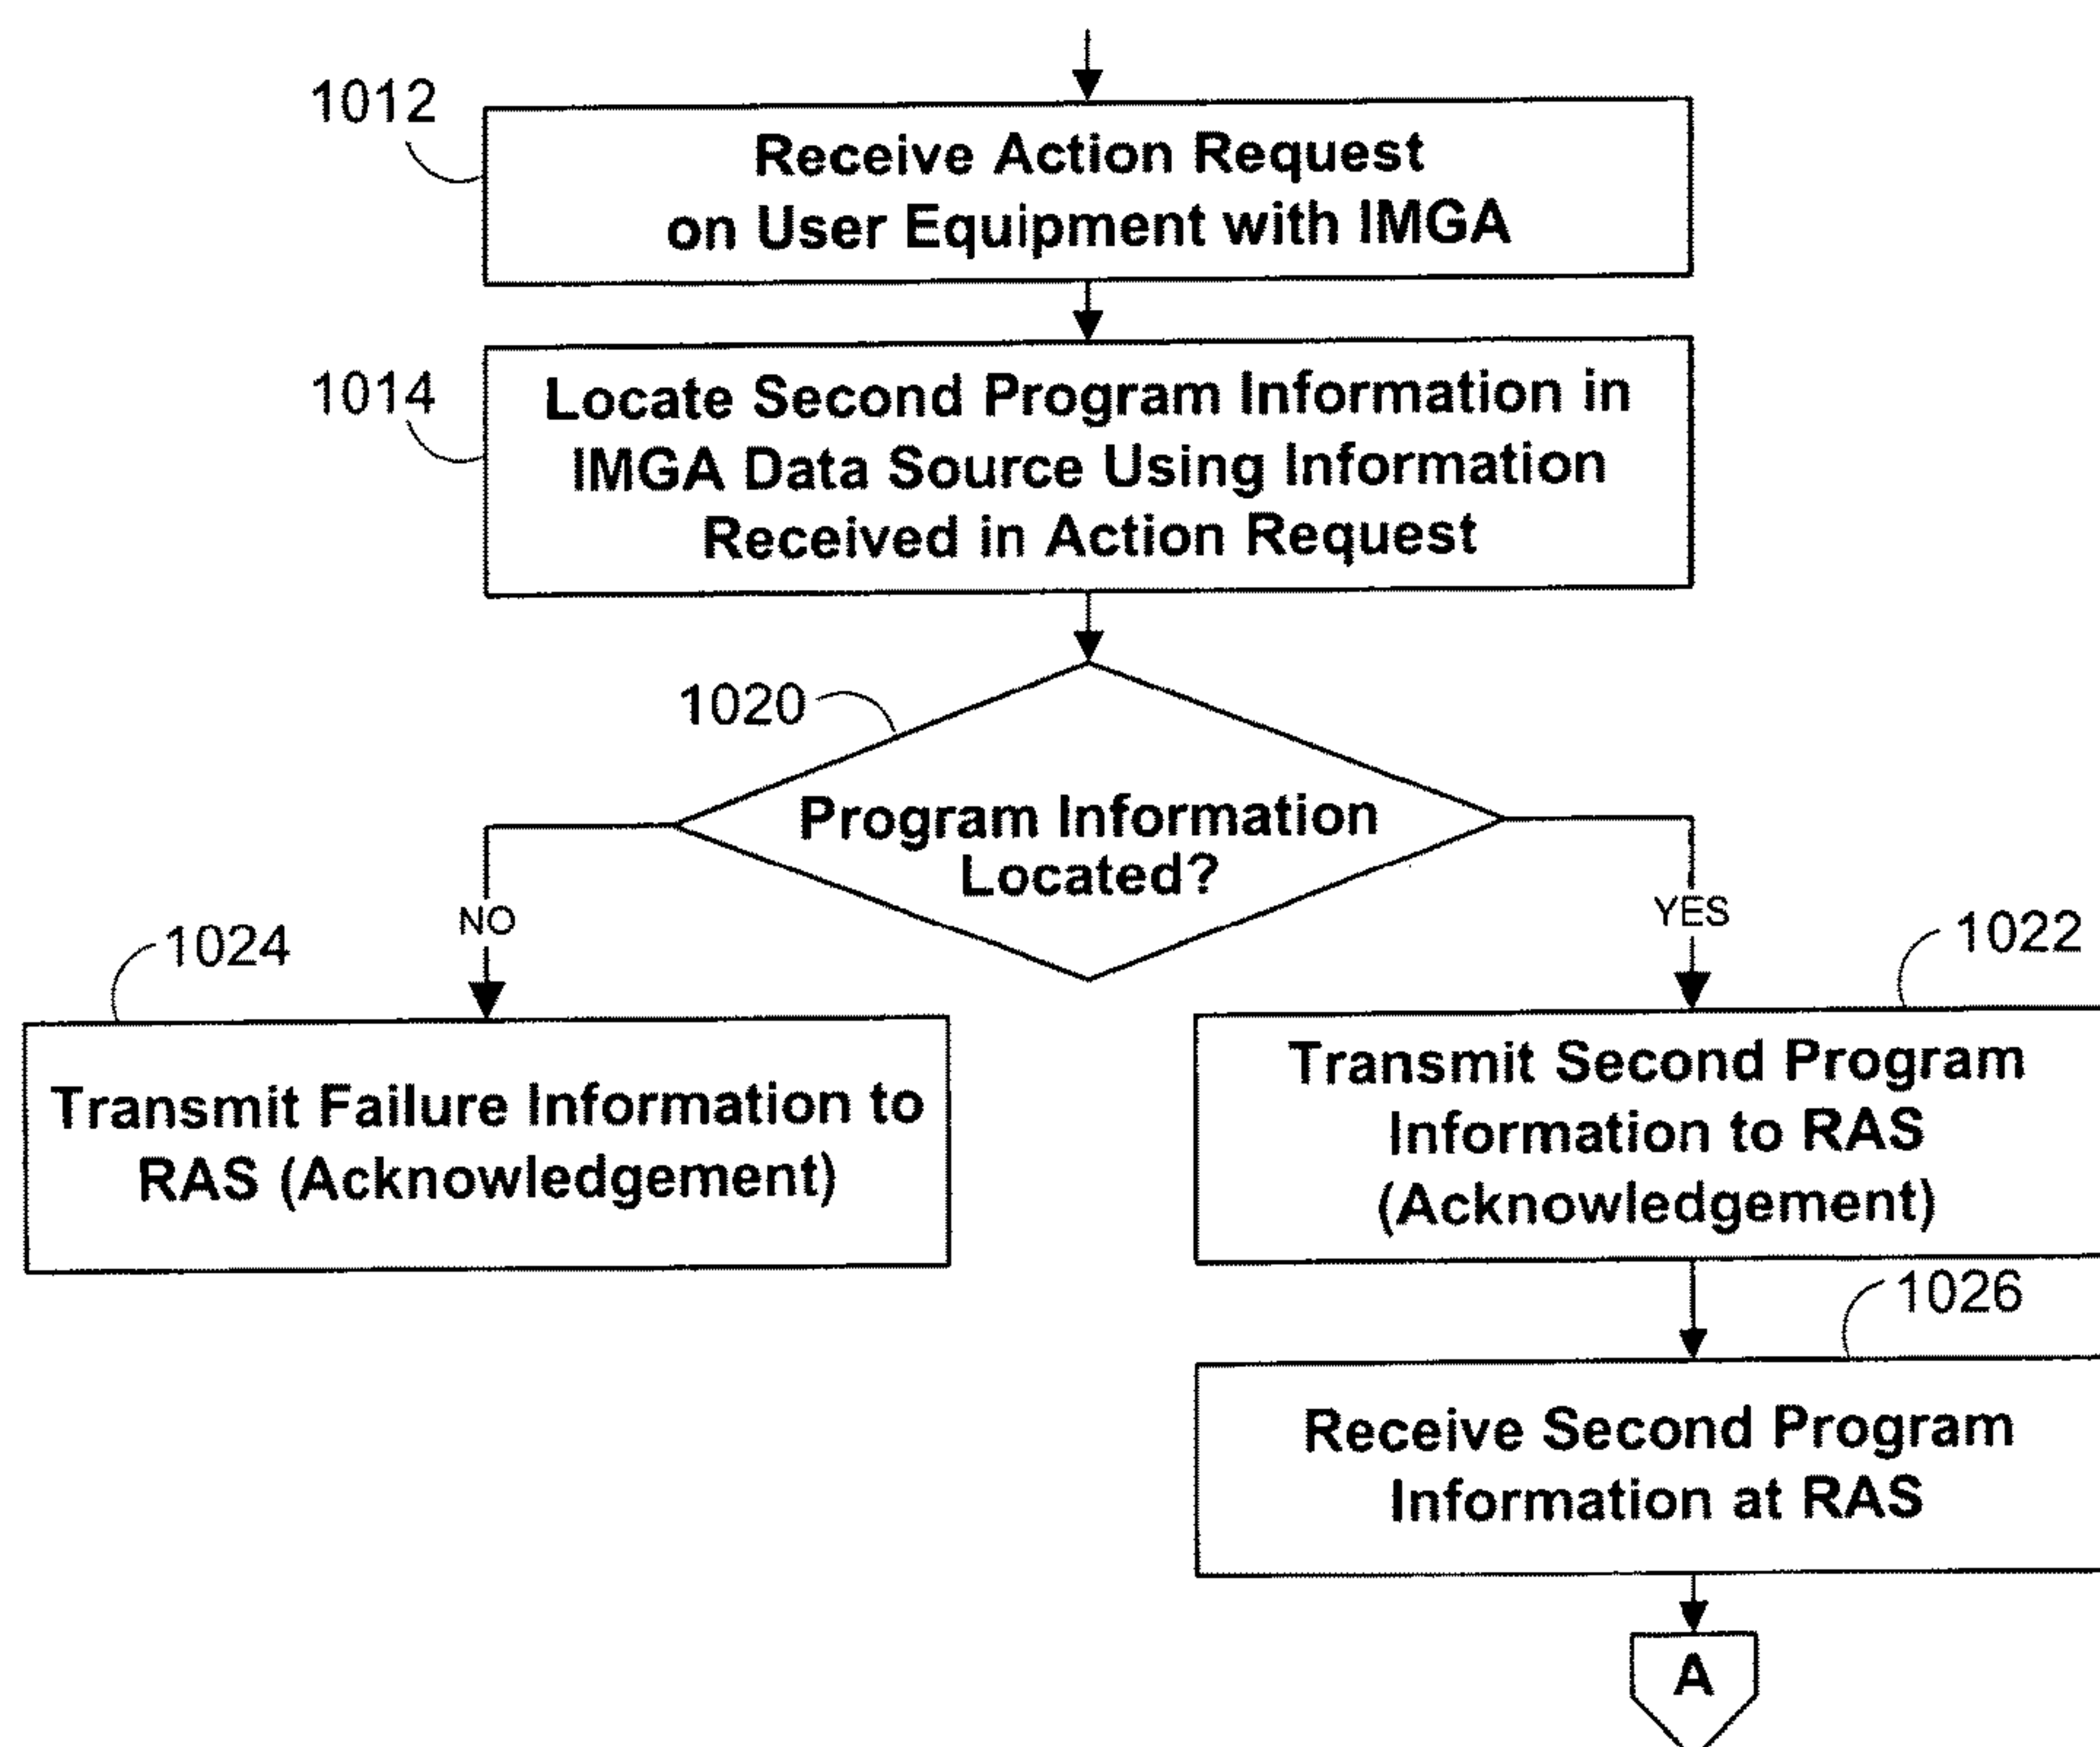 1012
Receive Action Request
on User Equipment with IMGA
1014
Locate Second Program Information in
IMGA Data Source Using Information
Received in Action Request
1020
Program Information
Located?
NO
YES
1024
Transmit Failure Information to
RAS (Acknowledgement)
1022
Transmit Second Program
Information to RAS
(Acknowledgement)
1026
Receive Second Program
Information at RAS
A